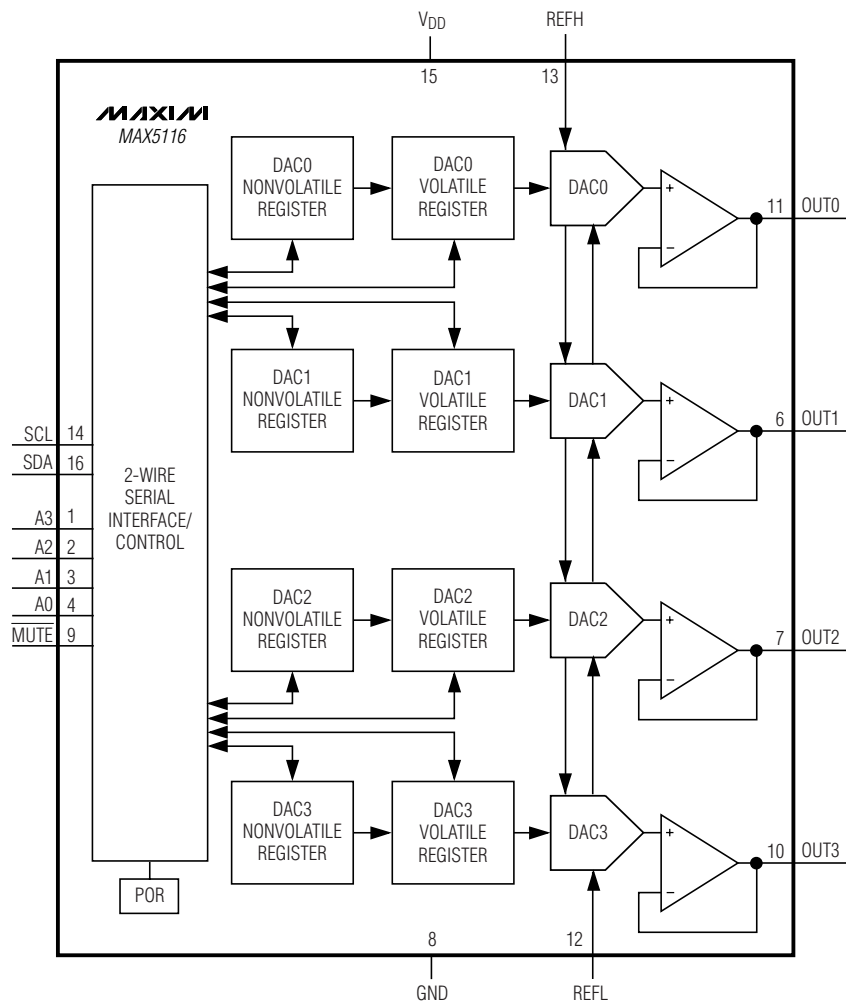 VDD
REFH
15
13
MAXIM
MAX5116
DAC0
NONVOLATILE
REGISTER
DAC0
VOLATILE
REGISTER
DAC0
+
−
11
OUT0
DAC1
NONVOLATILE
REGISTER
DAC1
VOLATILE
REGISTER
DAC1
+
−
6
OUT1
SCL 14
SDA 16
A3 1
A2 2
A1 3
A0 4
MUTE 9
2-WIRE
SERIAL
INTERFACE/
CONTROL
DAC2
NONVOLATILE
REGISTER
DAC2
VOLATILE
REGISTER
DAC2
+
−
7
OUT2
DAC3
NONVOLATILE
REGISTER
DAC3
VOLATILE
REGISTER
DAC3
+
−
10
OUT3
POR
8
12
GND
REFL